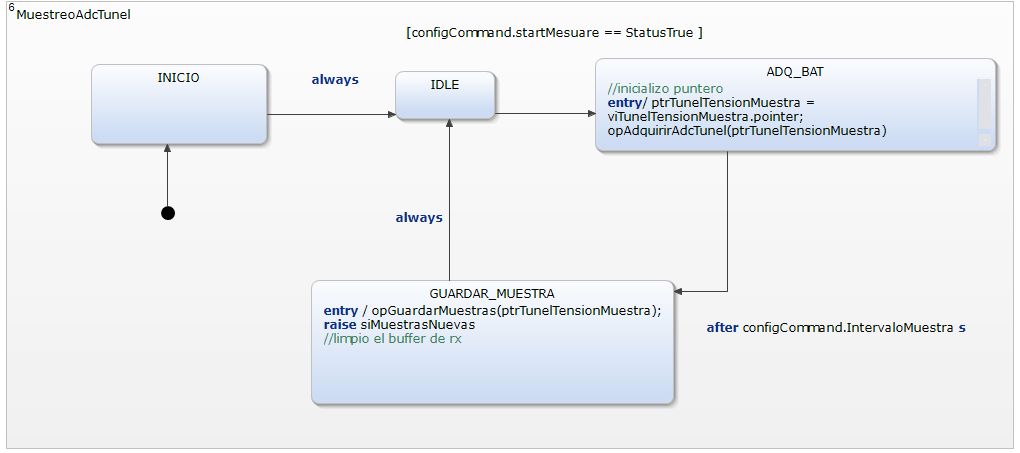 6
MuestreoAdcTunel
[configCommand.startMesuare == StatusTrue ]
INICIO
always
IDLE
ADQ_BAT
//inicializo puntero
entry/ ptrTunelTensionMuestra =
viTunelTensionMuestra.pointer;
opAdquirirAdcTunel(ptrTunelTensionMuestra)
always
GUARDAR_MUESTRA
entry / opGuardarMuestras(ptrTunelTensionMuestra);
raise siMuestrasNuevas
//limpio el buffer de rx
after configCommand.IntervaloMuestra s